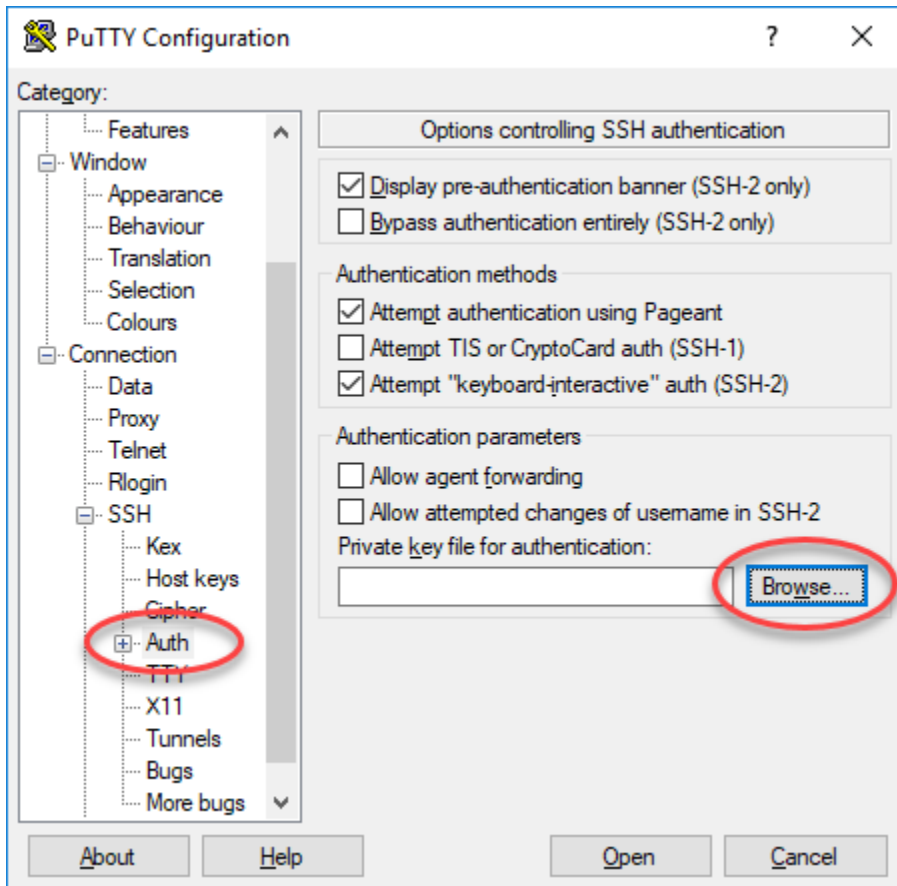 PuTTY Configuration
?
Category:
Features
Window
Appearance
Behaviour
Translation
Selection
Colours
Connection
Data
Proxy
Telnet
Rlogin
SSH
Kex
Host keys
Cipher
Auth
TTY
X11
Tunnels
Bugs
More bugs
Options controlling SSH authentication
Display pre-authentication banner (SSH-2 only)
Bypass authentication entirely (SSH-2 only)
Authentication methods
Attempt authentication using Pageant
Attempt TIS or CryptoCard auth (SSH-1)
Attempt "keyboard-interactive" auth (SSH-2)
Authentication parameters
Allow agent forwarding
Allow attempted changes of username in SSH-2
Private key file for authentication:
Browse...
About
Help
Open
Cancel